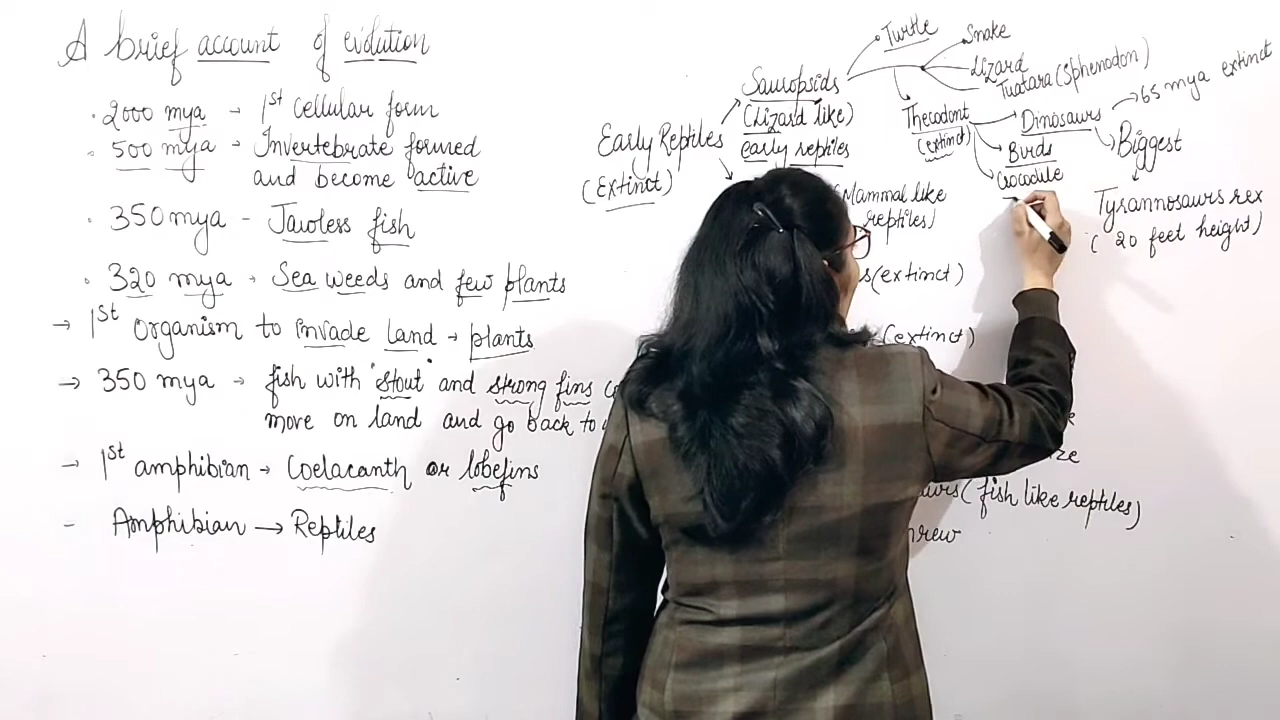 A brief account of evolution
· 2000 mya → 1st cellular form
· 500 mya → Invertebrate formed
and become active
· 350 mya - Jawless fish
· 320 mya - Sea weeds and few plants
→ 1st Organism to invade land → plants
→ 350 mya → fish with "stout" and strong fins
move on land and go back to
→ 1st amphibian → Coelacanth or lobefins
- Amphibian → Reptiles
Early Reptiles
(Extinct)
Sauropsids
(Lizard like)
early reptiles
Turtle
Snake
Lizard
Tuatara (Sphenodon)
Thecodont
(extinct)
Dinosaurs
65 mya extinct
Biggest
Tyrannosaurs rex
( 20 feet height)
Birds
Crocodile
(Mammal like
reptiles)
(extinct)
(extinct)
(fish like reptiles)